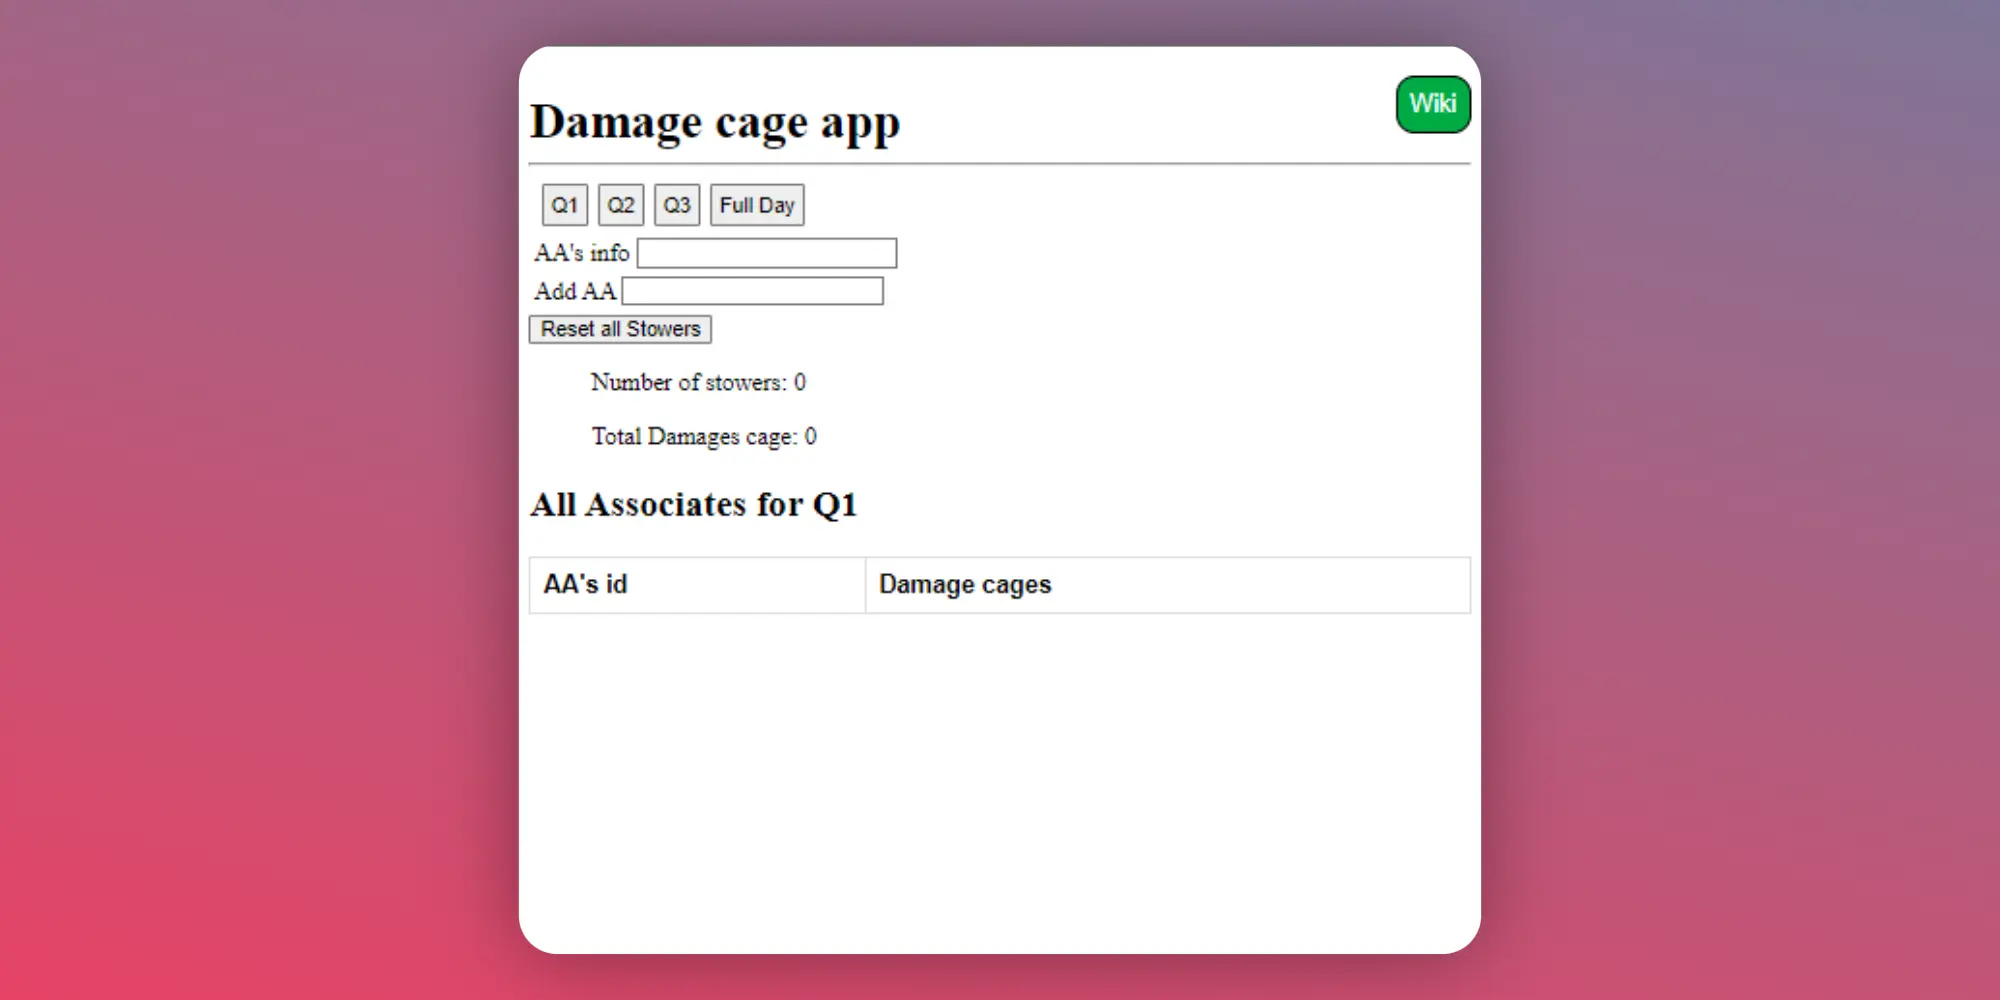 Wiki
Damage cage app
Q1 Q2 Q3 Full Day
AA's info
Add AA
Reset all Stowers
Number of stowers: 0
Total Damages cage: 0
All Associates for Q1
AA's id Damage cages